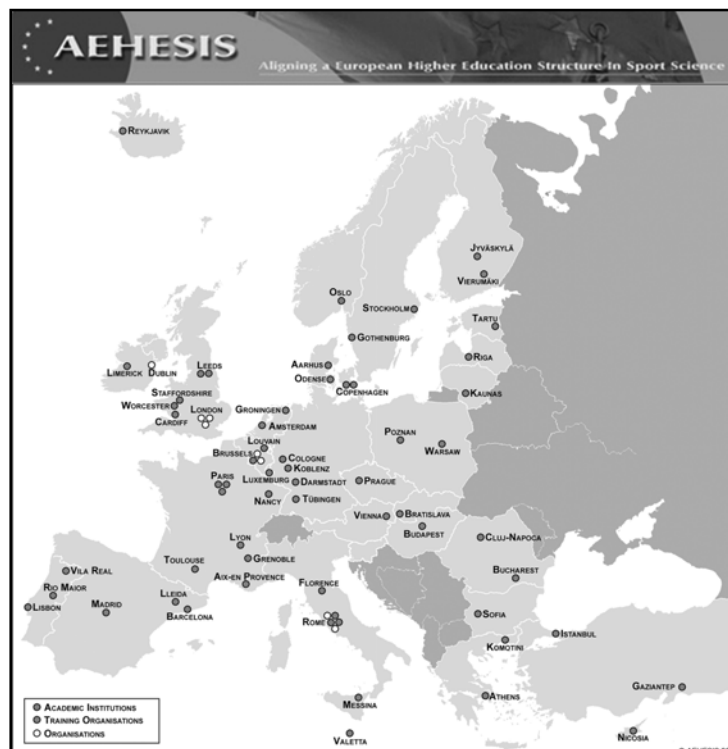 AEHESIS
Aligning a European Higher Education Structure In Sport Science
Reykjavik
Jyväskylä
Vierumäki
Oslo
Stockholm
Tartu
Gothenburg
Riga
Aarhus
Odense
Copenhagen
Kaunas
Limerick
Dublin
Leeds
Staffordshire
Worcester
London
Cardiff
Groningen
Amsterdam
Louvain
Brussels
Cologne
Koblenz
Luxemburg
Darmstadt
Paris
Nancy
Tübingen
Poznan
Warsaw
Prague
Vienna
Bratislava
Budapest
Cluj-Napoca
Bucharest
Lyon
Grenoble
Toulouse
Aix-en Provence
Florence
Vila Real
Rio Maior
Lisbon
Madrid
Lleida
Barcelona
Rome
Sofia
Komotini
Istanbul
Gaziantep
Athens
Messina
Valetta
Nicosia
Academic Institutions
Training Organisations
Organisations